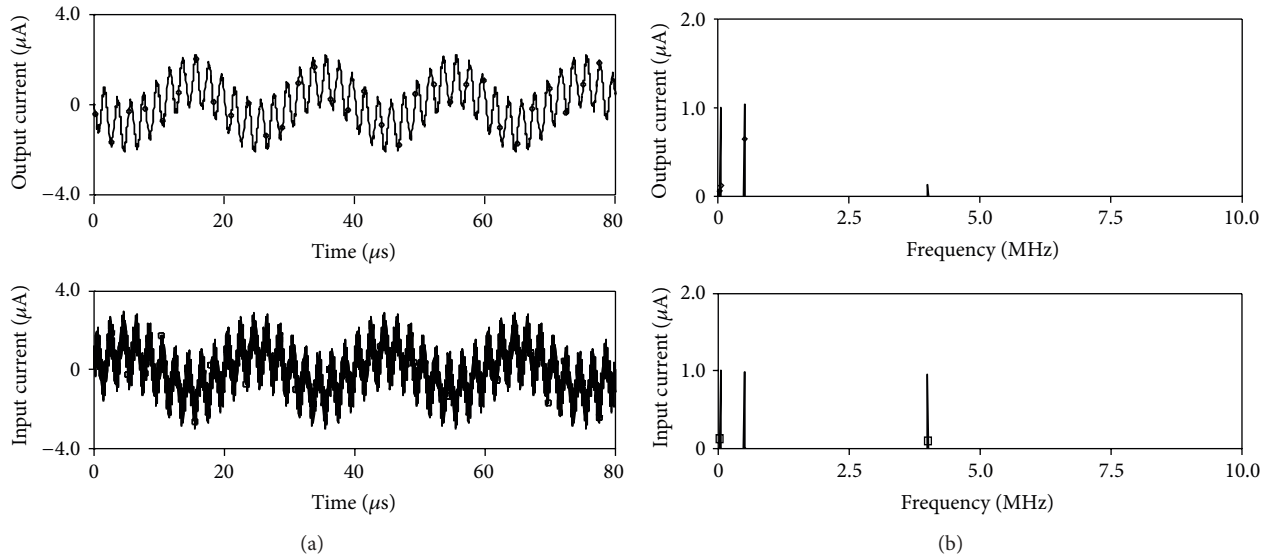 4.0
0
−4.0
Output current (μA)
0 20 40 60 80
Time (μs)
4.0
0
−4.0
Input current (μA)
0 20 40 60 80
Time (μs)
(a)
2.0
1.0
0
Output current (μA)
0 2.5 5.0 7.5 10.0
Frequency (MHz)
2.0
1.0
0
Input current (μA)
0 2.5 5.0 7.5 10.0
Frequency (MHz)
(b)